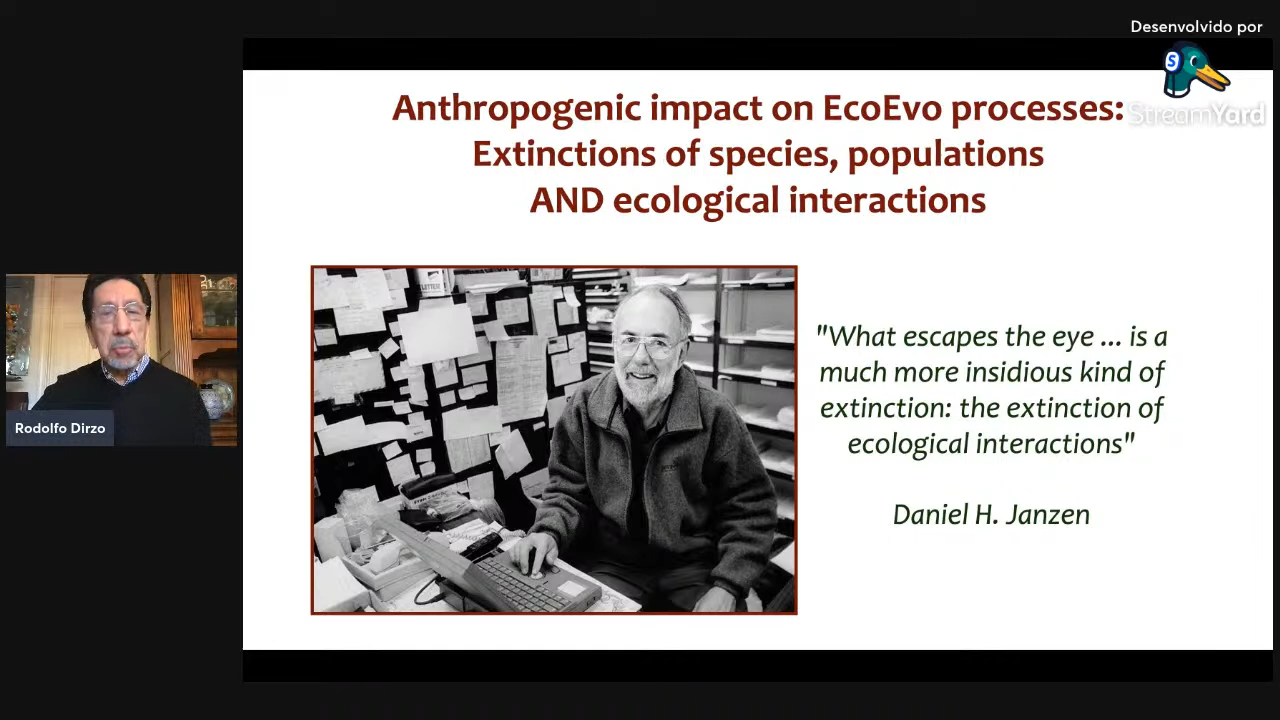 Desenvolvido por
S
StreamYard
Anthropogenic impact on EcoEvo processes:
Extinctions of species, populations
AND ecological interactions
"What escapes the eye ... is a
much more insidious kind of
extinction: the extinction of
ecological interactions"
Daniel H. Janzen
Rodolfo Dirzo